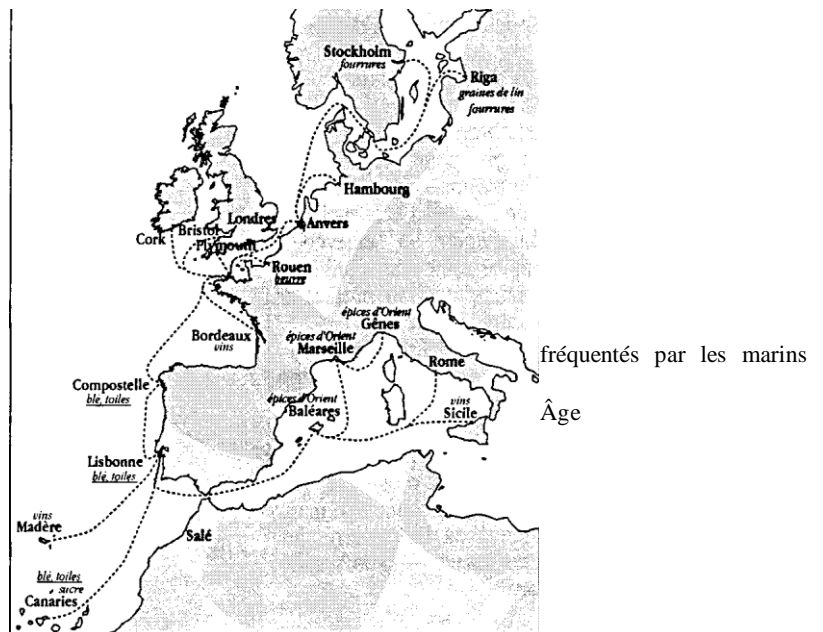 Stockholm
fourrures
Riga
graines de lin
fourrures
Hambourg
Londres
Bristol
Anvers
Cork
Plymouth
Rouen
beurre
épices d'Orient
Gênes
Bordeaux
vins
épices d'Orient
Marseille
Rome
fréquentés par les marins
Compostelle
blé, toiles
épices d'Orient
Baléares
vins
Sicile
Âge
Lisbonne
blé, toiles
vins
Madère
Salé
blé, toiles
sucre
Canaries